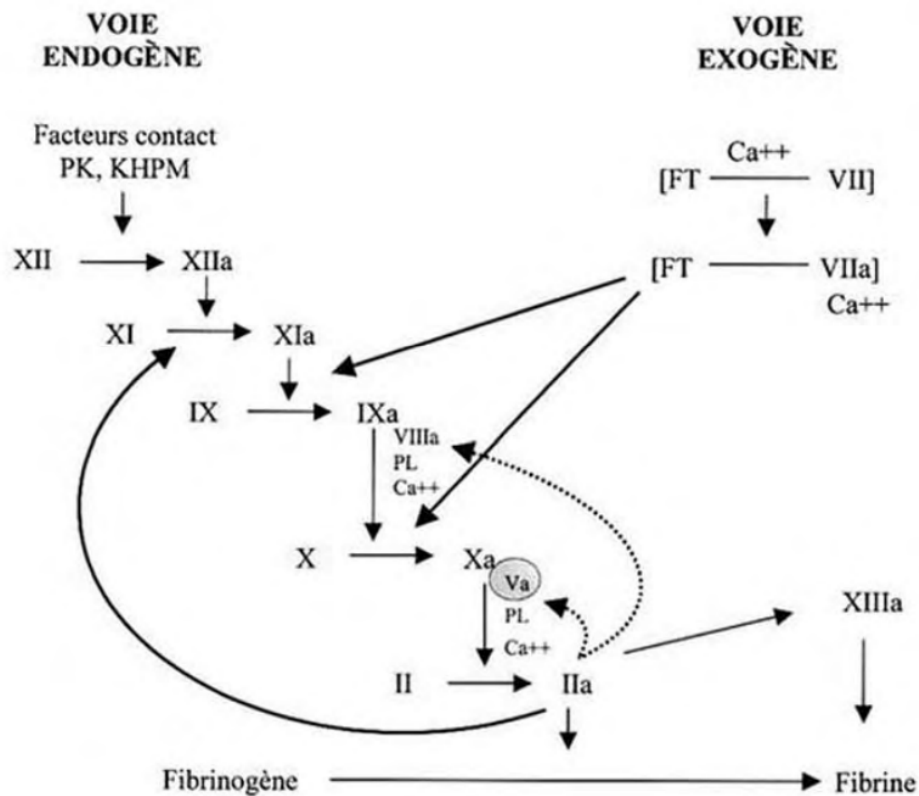 VOIE
ENDOGÈNE
VOIE
EXOGÈNE
Facteurs contact
PK, KHPM
Ca++
[FT VII]
XII XIIa
[FT VIIa]
Ca++
XI XIa
IX IXa
VIIIa
PL
Ca++
X Xa
Va
PL
XIIIa
Ca++
II IIa
Fibrinogène Fibrine